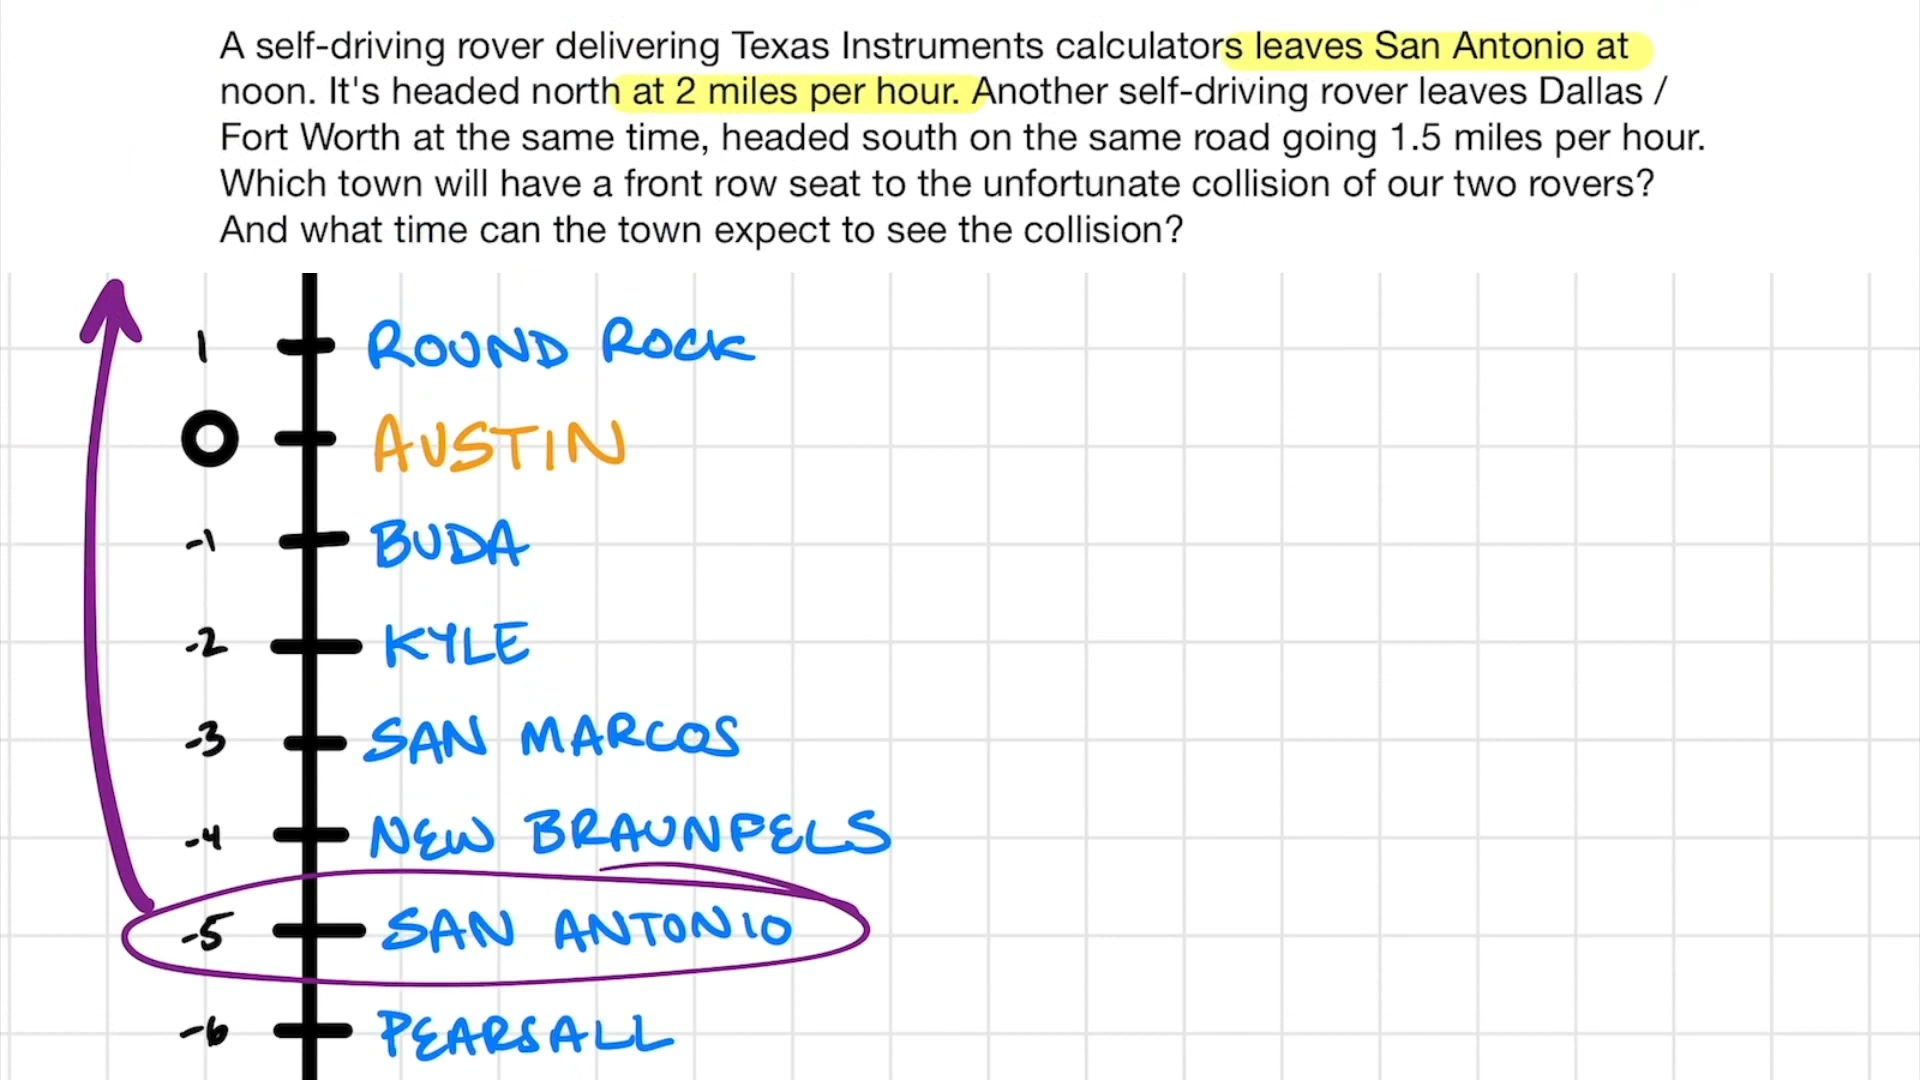 A self-driving rover delivering Texas Instruments calculators leaves San Antonio at
noon. It's headed north at 2 miles per hour. Another self-driving rover leaves Dallas /
Fort Worth at the same time, headed south on the same road going 1.5 miles per hour.
Which town will have a front row seat to the unfortunate collision of our two rovers?
And what time can the town expect to see the collision?
1 ROUND ROCK
0 AUSTIN
-1 BUDA
-2 KYLE
-3 SAN MARCOS
-4 NEW BRAUNFELS
-5 SAN ANTONIO
-6 PEARSALL